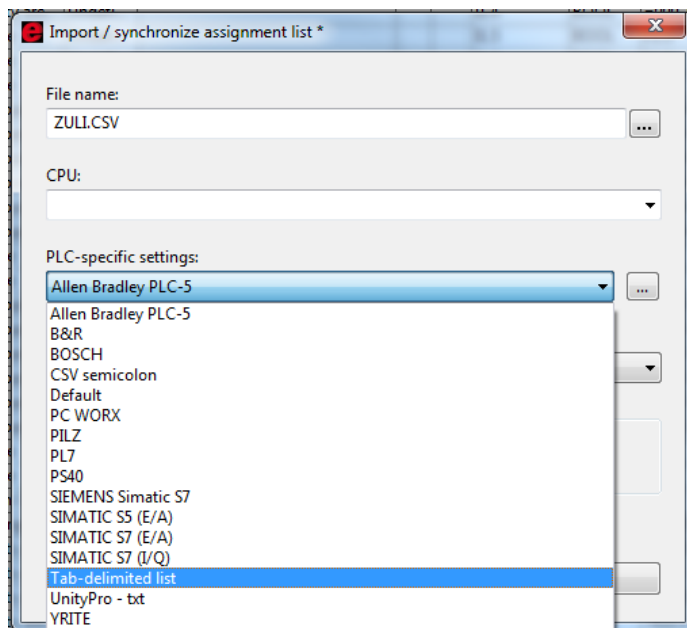 Import / synchronize assignment list *
File name:
ZULI.CSV
...
CPU:
PLC-specific settings:
Allen Bradley PLC-5
...
Allen Bradley PLC-5
B&R
BOSCH
CSV semicolon
Default
PC WORX
PILZ
PL7
PS40
SIEMENS Simatic S7
SIMATIC S5 (E/A)
SIMATIC S7 (E/A)
SIMATIC S7 (I/Q)
Tab-delimited list
UnityPro - txt
YRITE